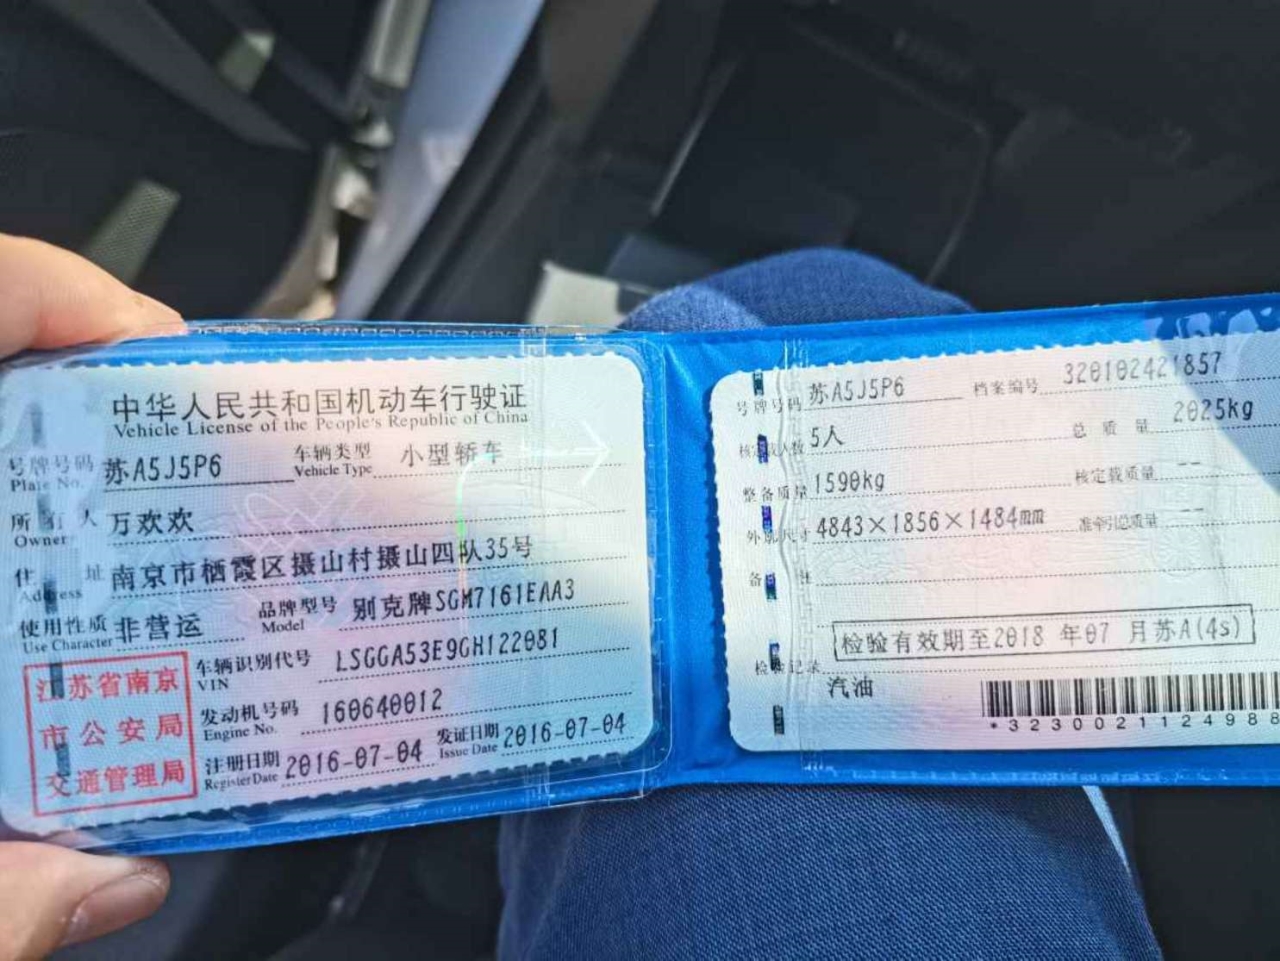 中华人民共和国机动车行驶证
Vehicle License of the People's Republic of China
号牌号码 苏A5J5P6 车辆类型 小型轿车
Plate No. Vehicle Type
所有人 万欢欢
Owner
住址 南京市栖霞区摄山村摄山四队35号
Address
使用性质 非营运 品牌型号 别克牌SGM7161EAA3
Use Character Model
车辆识别代号 LSGGA53E9GH122081
VIN
发动机号码 160640012
Engine No.
注册日期 2016-07-04 发证日期 2016-07-04
Register Date Issue Date
江苏省南京
市公安局
交通管理局
号牌号码 苏A5J5P6 档案编号 320102421857
核定载人数 5人 总质量 2025kg
整备质量 1590kg 核定载质量 --
外廓尺寸 4843×1856×1484mm 准牵引总质量 --
备注
检验有效期至2018 年07 月苏A(4s)
检验记录
汽油
*3230021124988